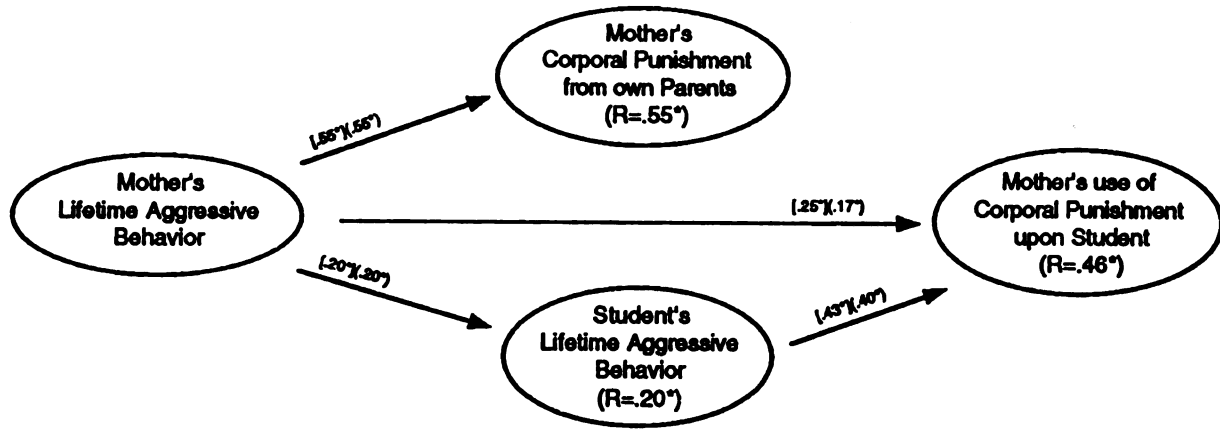 Mother's
Corporal Punishment
from own Parents
(R=.55*)
[.55*](.55*)
Mother's
Lifetime Aggressive
Behavior
[.25*](.17*)
Mother's use of
Corporal Punishment
upon Student
(R=.46*)
[.20*](.20*)
[.43*](.40*)
Student's
Lifetime Aggressive
Behavior
(R=.20*)